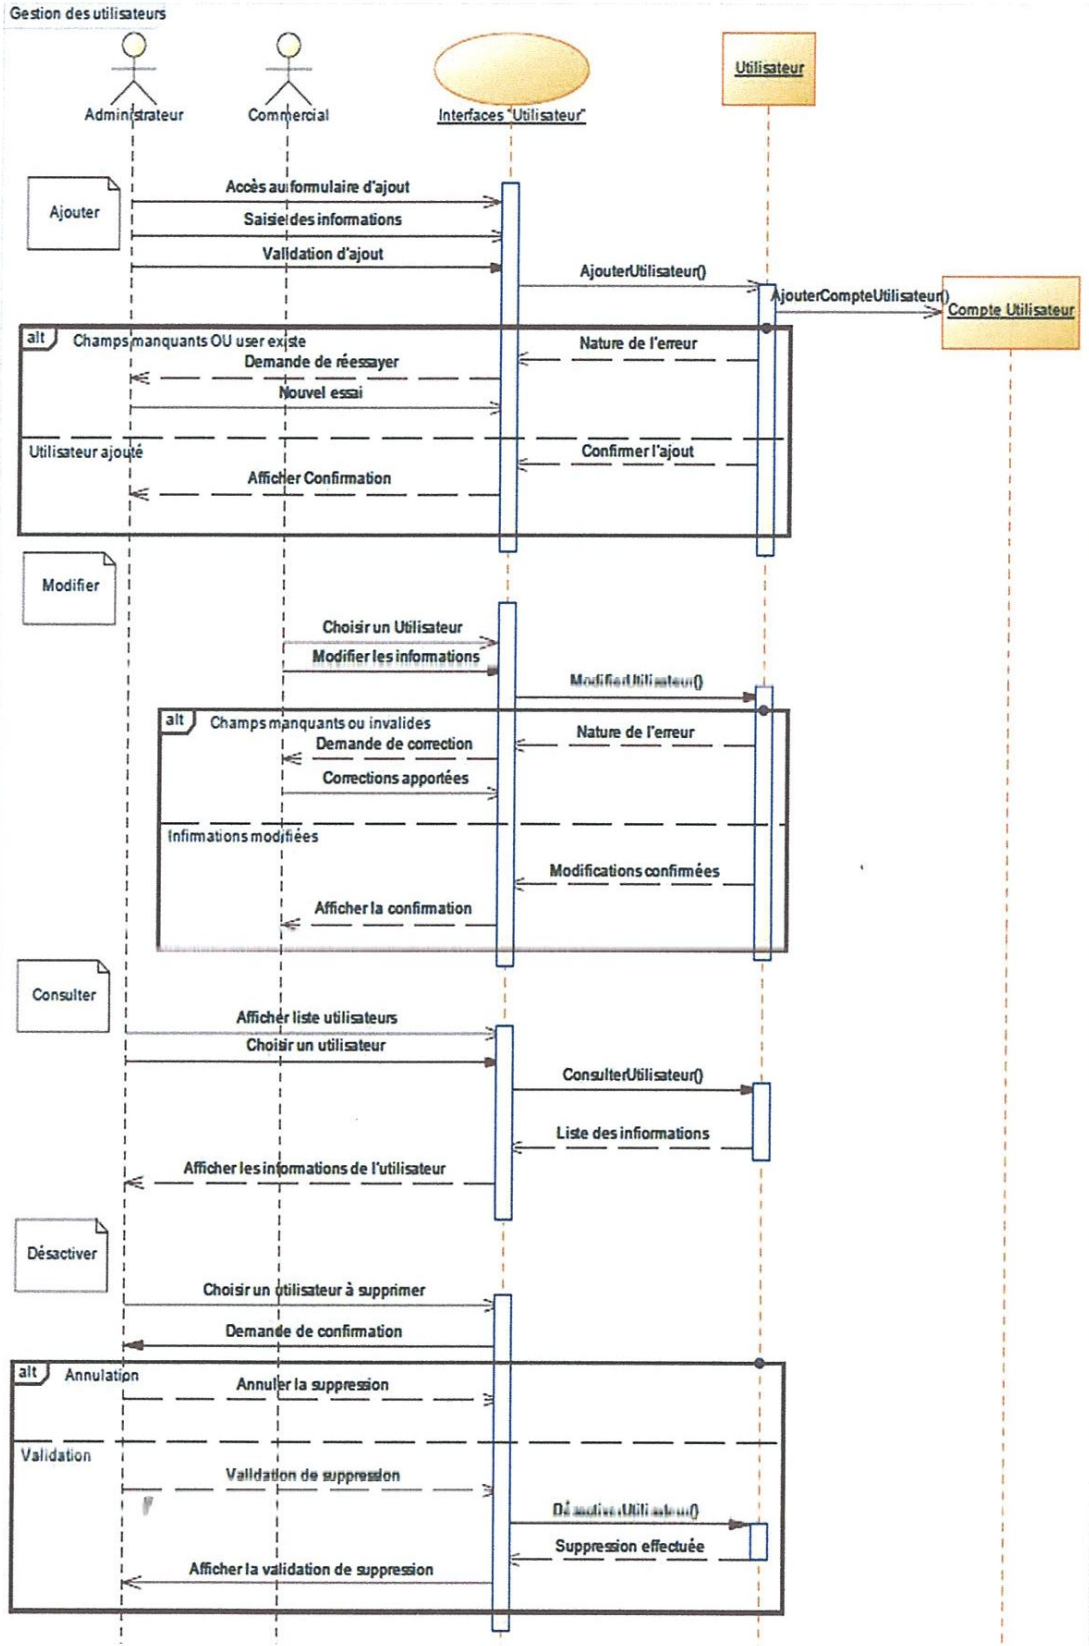 Gestion des utilisateurs
Administrateur
Commercial
Interfaces "Utilisateur"
Utilisateur
Ajouter
Accès au formulaire d'ajout
Saisie des informations
Validation d'ajout
AjouterUtilisateur()
AjouterCompteUtilisateur()
Compte Utilisateur
alt
Champs manquants OU user existe
Nature de l'erreur
Demande de réessayer
Nouvel essai
Utilisateur ajouté
Confirmer l'ajout
Afficher Confirmation
Modifier
Choisir un Utilisateur
Modifier les informations
ModifierUtilisateur()
alt
Champs manquants ou invalides
Nature de l'erreur
Demande de correction
Corrections apportées
Infirmations modifiées
Modifications confirmées
Afficher la confirmation
Consulter
Afficher liste utilisateurs
Choisir un utilisateur
ConsulterUtilisateur()
Liste des infiormations
Afficher les informations de l'utilisateur
Désactiver
Choisir un utilisateur à supprimer
Demande de confirmation
alt
Annulation
Annuler la suppression
Validation
Validation de suppression
DésactiverUtilisateur()
Suppression effectuée
Afficher la validation de suppression